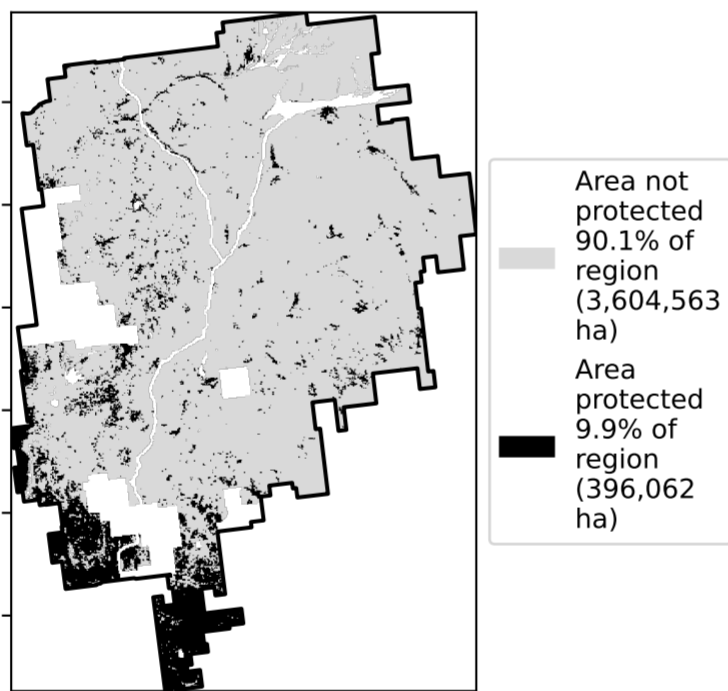 Area not
protected
90.1% of
region
(3,604,563
ha)
Area
protected
9.9% of
region
(396,062
ha)